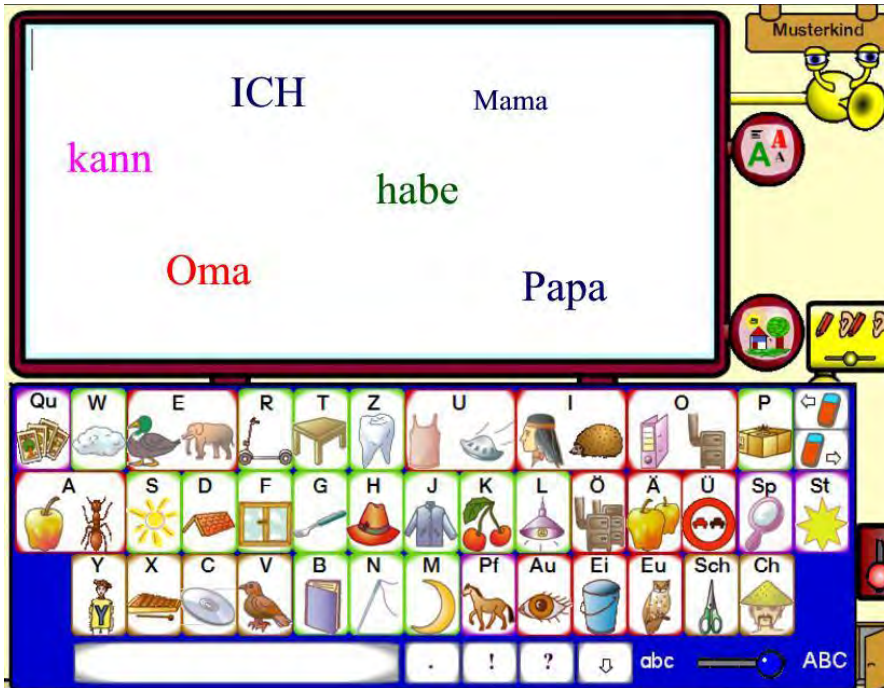 Musterkind
ICH
Mama
kann
habe
Oma
Papa
A A A
Qu W E R T Z U I O P
A S D F G H J K L Ö Ä Ü Sp St
Y X C V B N M Pf Au Ei Eu Sch Ch
Y
. ! ? abc ABC